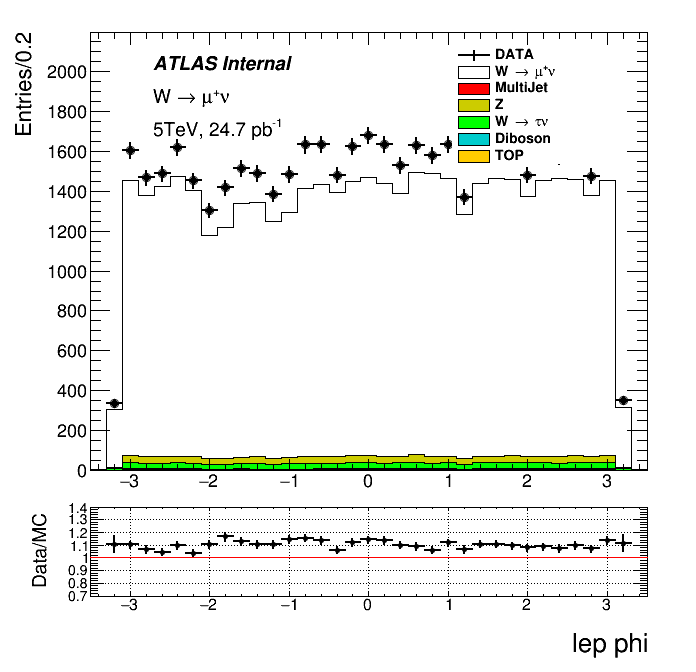 Entries/0.2
2000
1800
1600
1400
1200
1000
800
600
400
200
0
ATLAS Internal
W → μ⁺ν
5TeV, 24.7 pb⁻¹
DATA
W → μ⁺ν
MultiJet
Z
W → τν
Diboson
TOP
−3 −2 −1 0 1 2 3
Data/MC
1.4
1.3
1.2
1.1
1
0.9
0.8
0.7
−3 −2 −1 0 1 2 3
lep phi